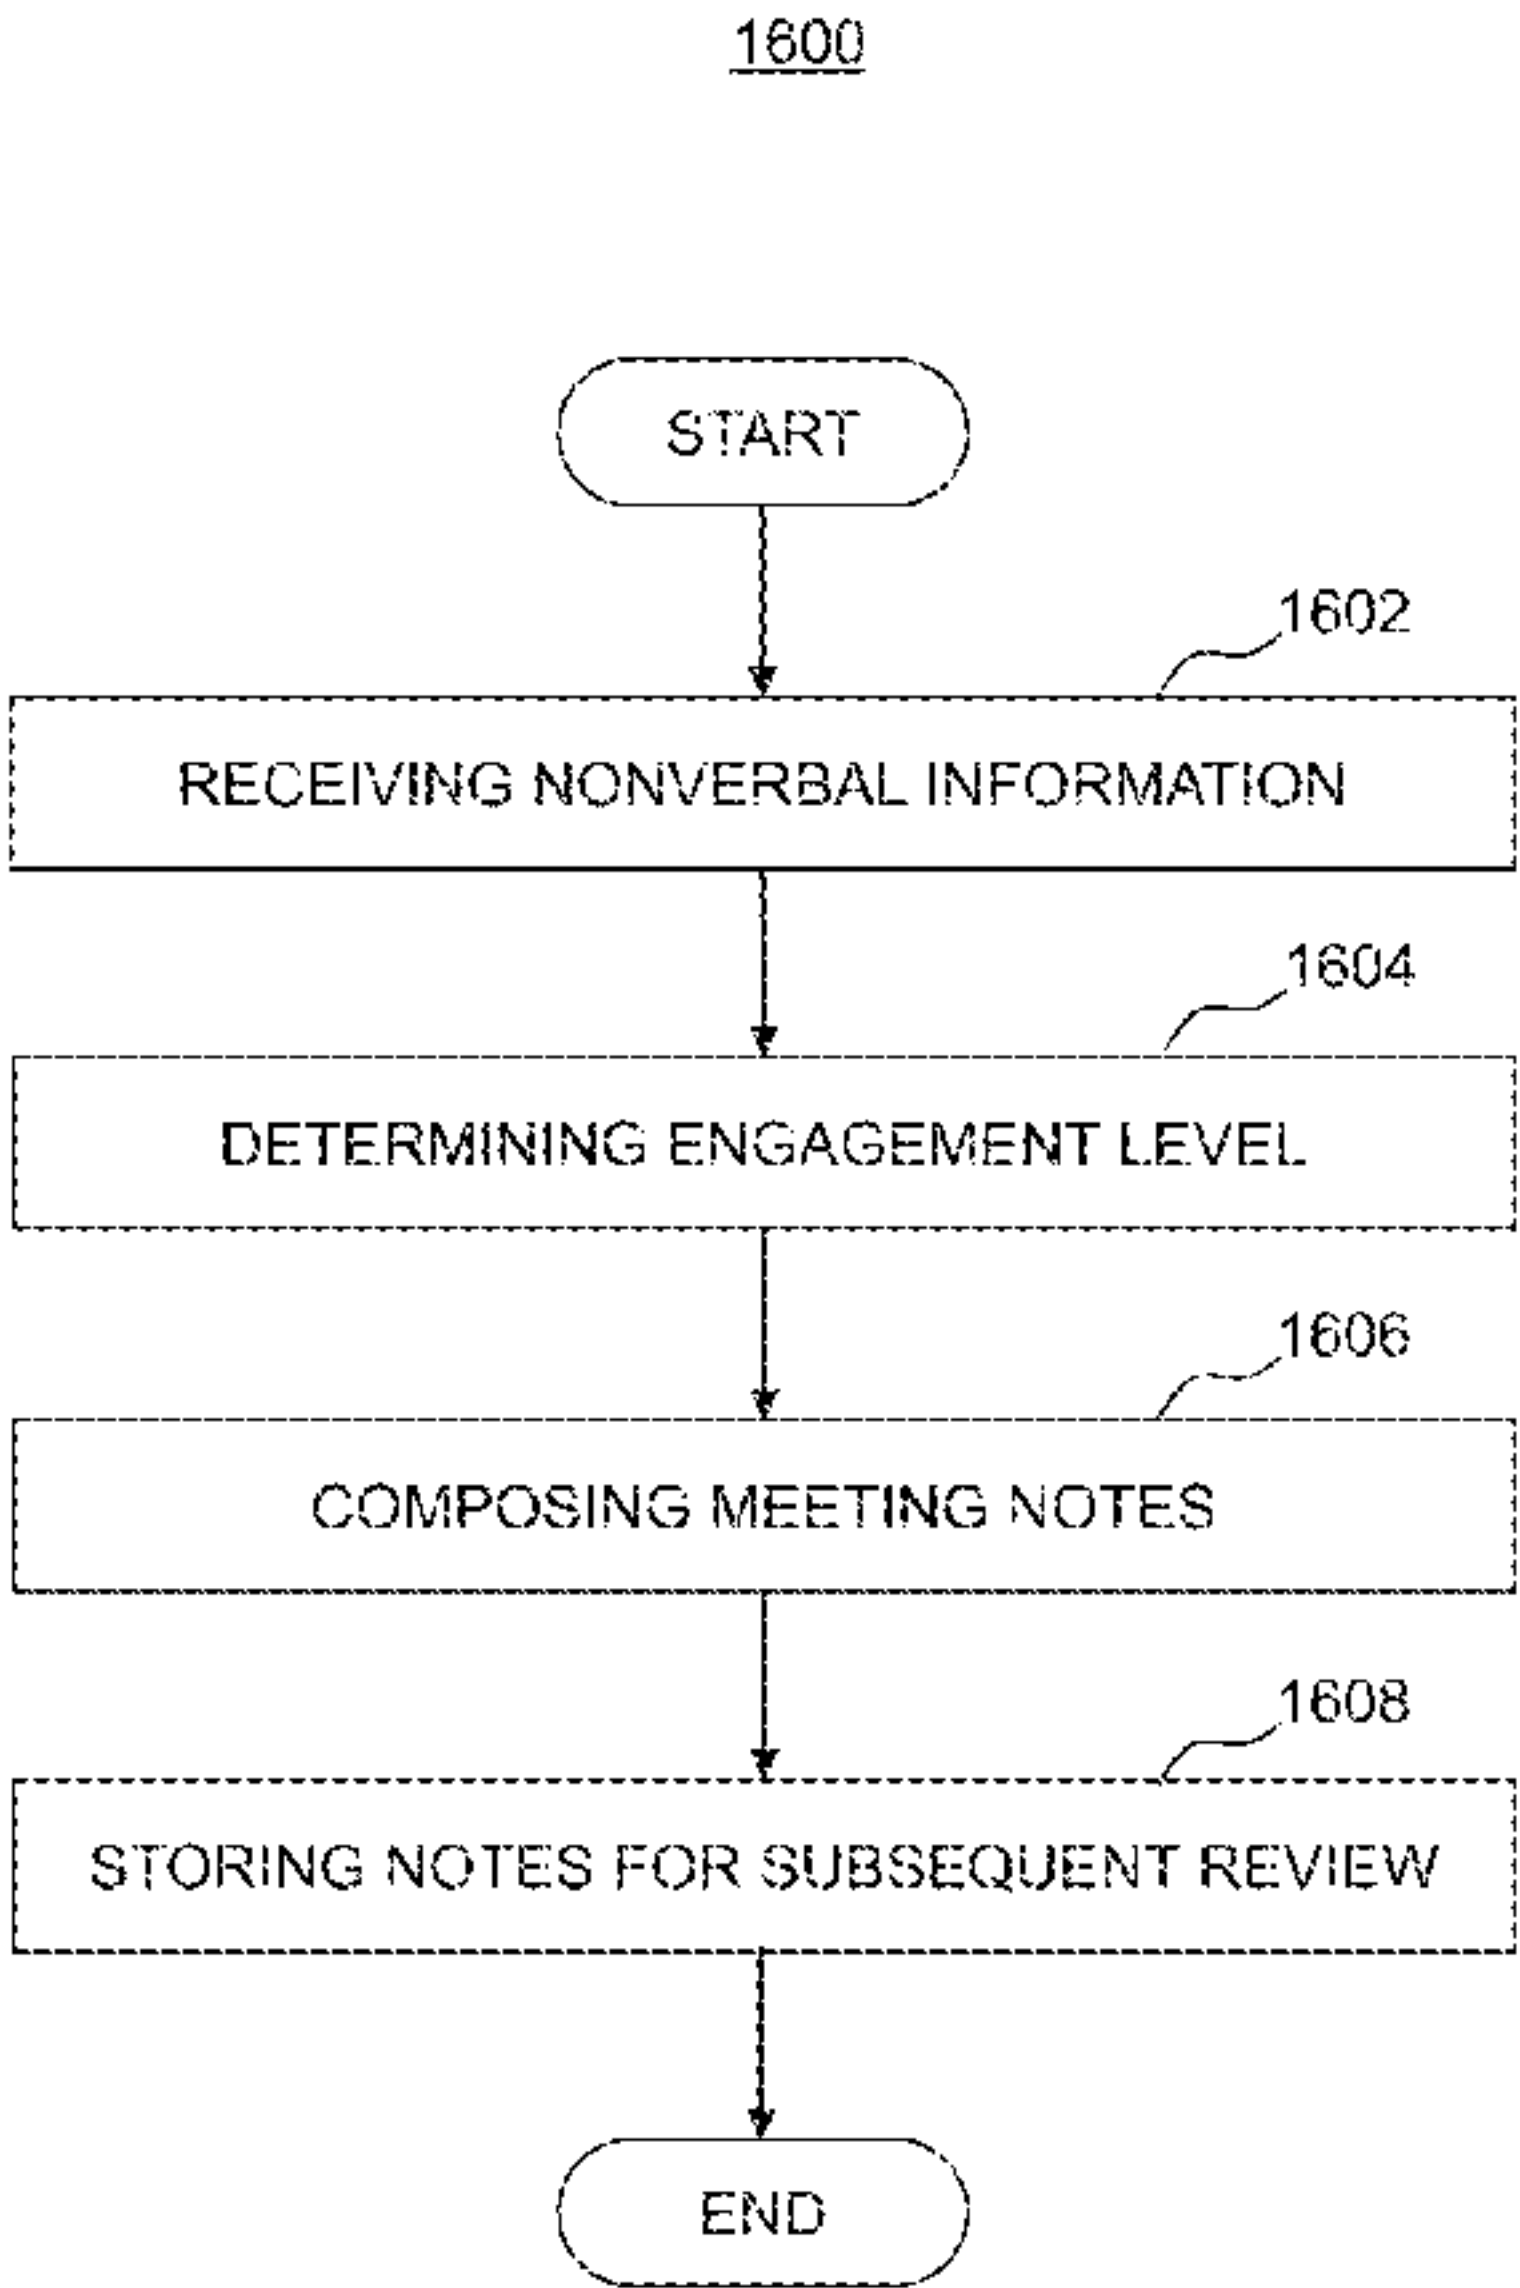 1600
START
1602
RECEIVING NONVERBAL INFORMATION
1604
DETERMINING ENGAGEMENT LEVEL
1606
COMPOSING MEETING NOTES
1608
STORING NOTES FOR SUBSEQUENT REVIEW
END